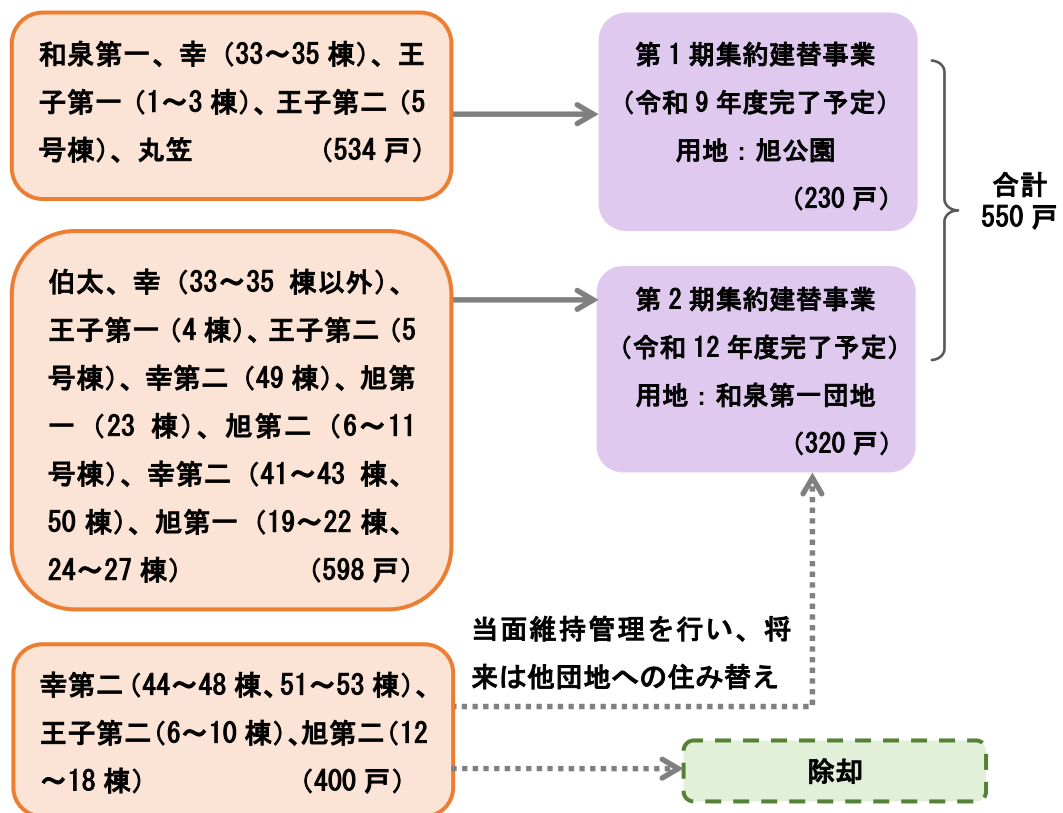 和泉第一、幸（33～35 棟）、王
子第一（1～3 棟）、王子第二（5
号棟）、丸笠　（534 戸）
第１期集約建替事業
（令和 9 年度完了予定）
用地：旭公園
（230 戸）
合計
550 戸
伯太、幸（33～35 棟以外）、
王子第一（4 棟）、王子第二（5
号棟）、幸第二（49 棟）、旭第
一（23 棟）、旭第二（6～11
号棟）、幸第二（41～43 棟、
50 棟）、旭第一（19～22 棟、
24～27 棟）　（598 戸）
第２期集約建替事業
（令和 12 年度完了予定）
用地：和泉第一団地
（320 戸）
当面維持管理を行い、将
来は他団地への住み替え
幸第二（44～48 棟、51～53 棟）、
王子第二（6～10 棟）、旭第二（12
～18 棟）　（400 戸）
除却